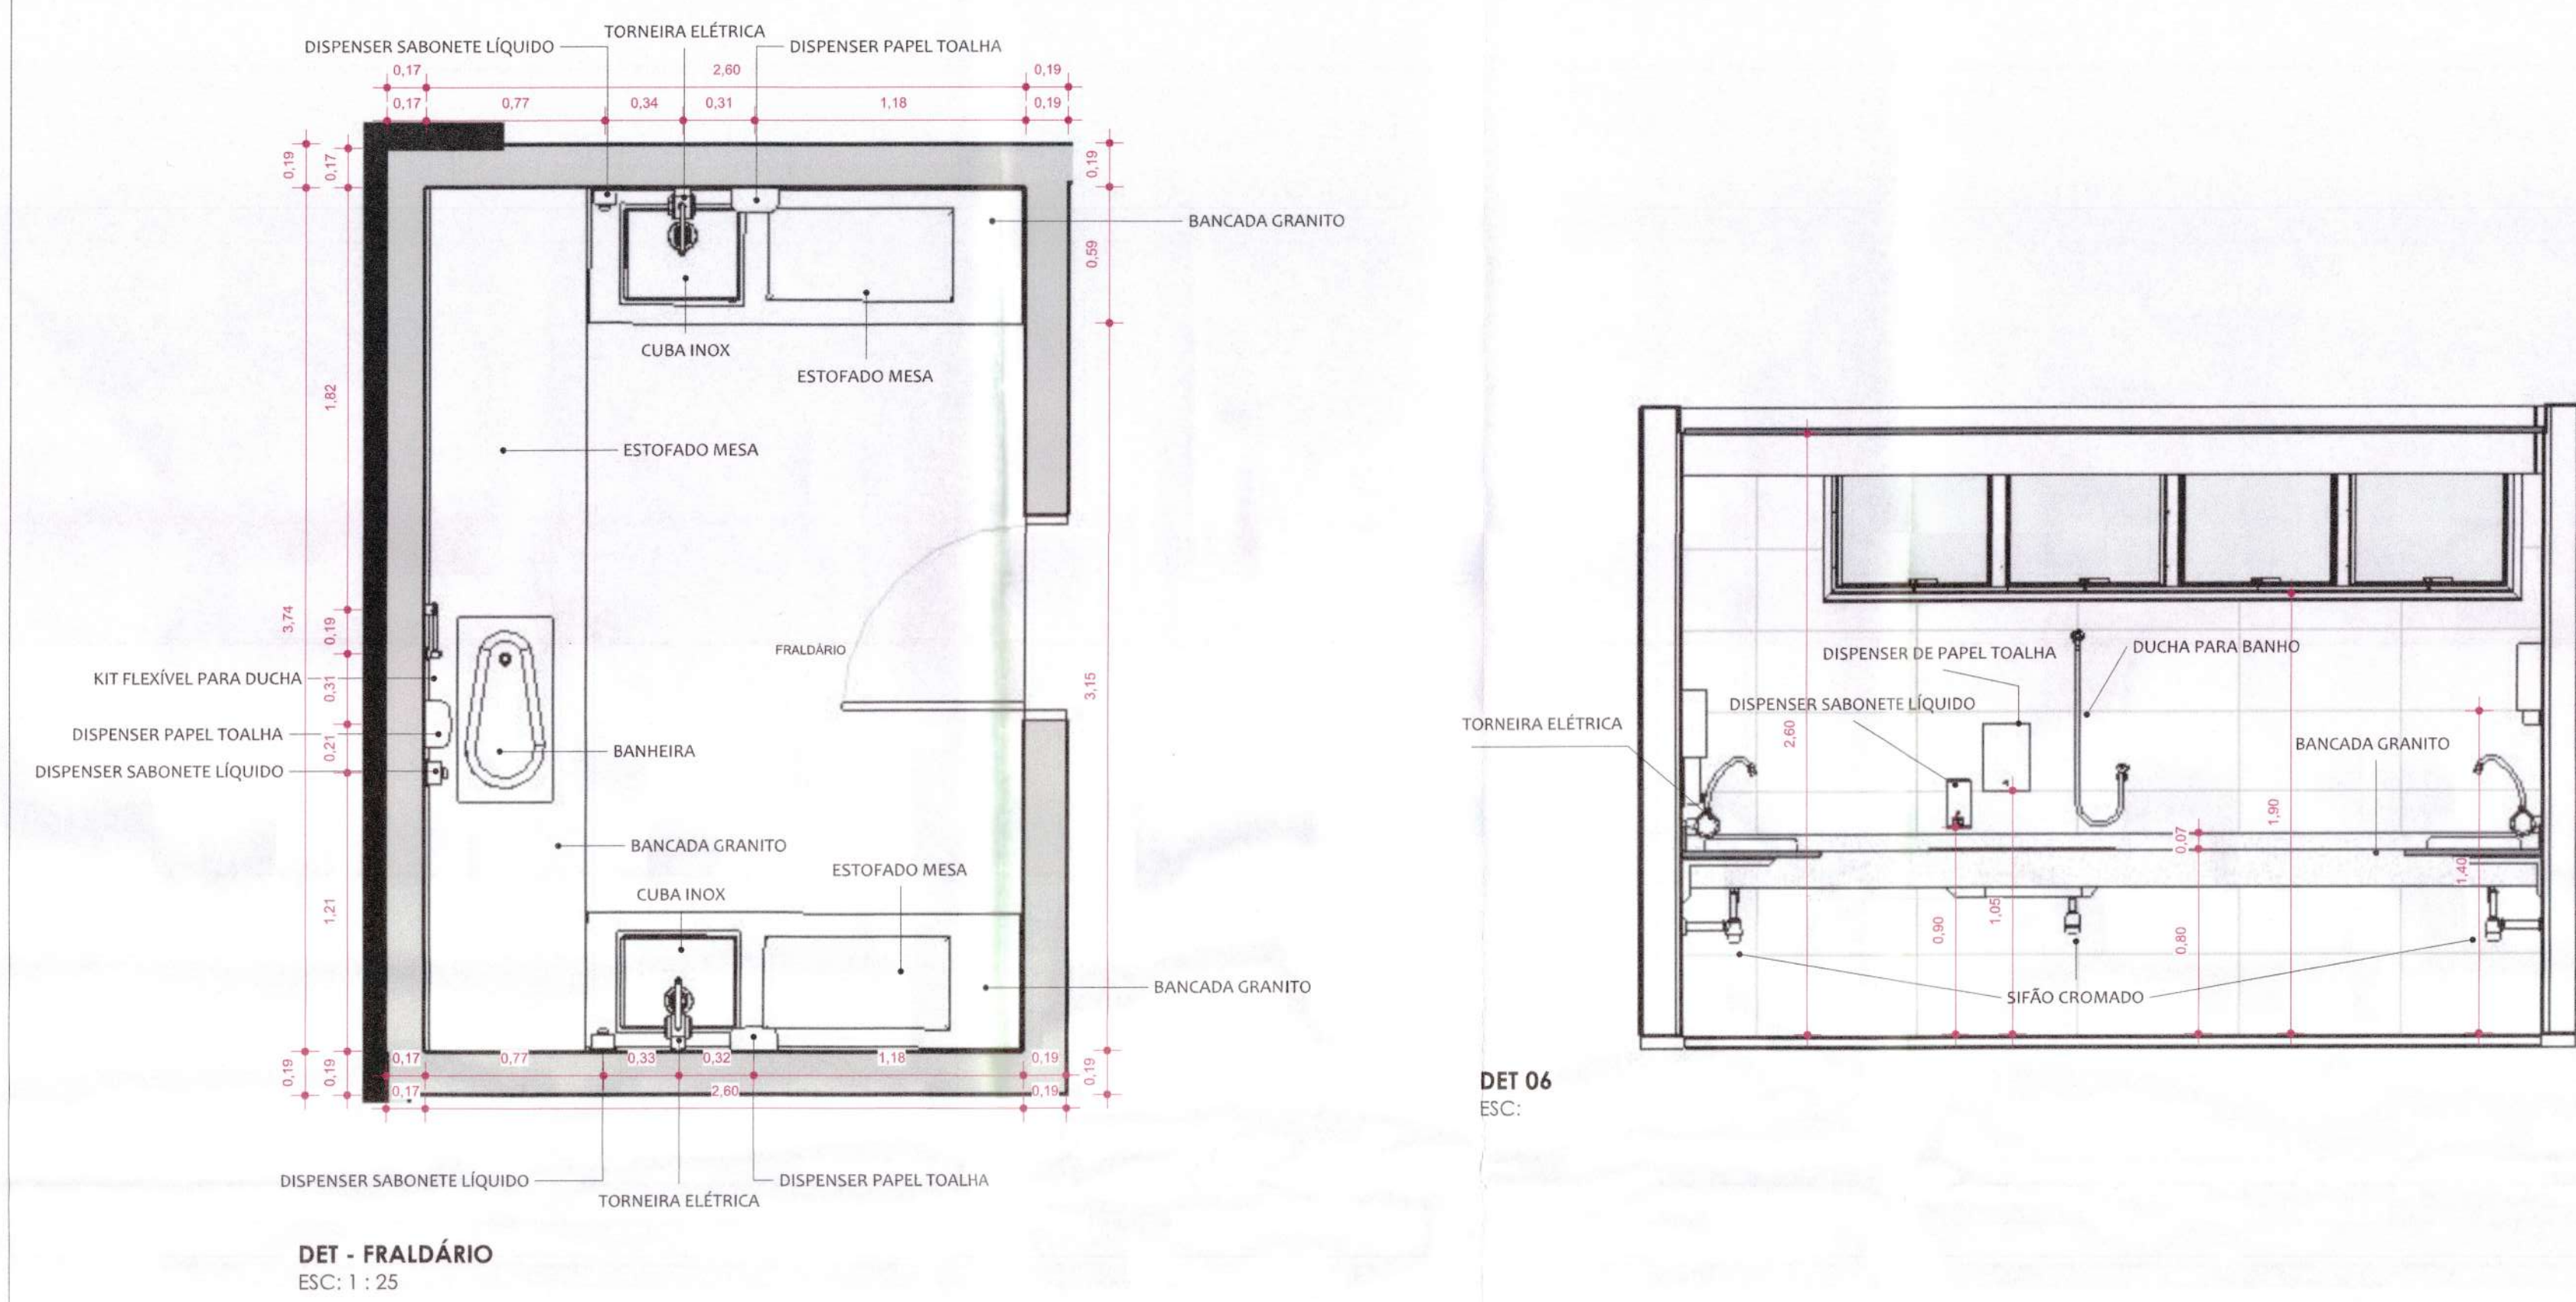 TORNEIRA ELÉTRICA
DISPENSER SABONETE LÍQUIDO
DISPENSER PAPEL TOALHA
0,17
2,60
0,19
0,17
0,77
0,34
0,31
1,18
0,19
0,19
0,17
0,19
BANCADA GRANITO
0,59
CUBA INOX
ESTOFADO MESA
1,82
ESTOFADO MESA
3,74
0,19
FRALDÁRIO
KIT FLEXÍVEL PARA DUCHA
0,31
3,15
DISPENSER PAPEL TOALHA
0,21
BANHEIRA
DISPENSER SABONETE LÍQUIDO
BANCADA GRANITO
ESTOFADO MESA
CUBA INOX
1,21
BANCADA GRANITO
0,19
0,19
0,17
0,77
0,33
0,32
1,18
0,19
0,19
0,17
2,60
0,19
DISPENSER SABONETE LÍQUIDO
DISPENSER PAPEL TOALHA
TORNEIRA ELÉTRICA
DET - FRALDÁRIO
ESC: 1 : 25
DISPENSER DE PAPEL TOALHA
DUCHA PARA BANHO
DISPENSER SABONETE LÍQUIDO
TORNEIRA ELÉTRICA
2,60
BANCADA GRANITO
1,90
0,07
1,40
1,05
0,90
0,80
SIFÃO CROMADO
DET 06
ESC: